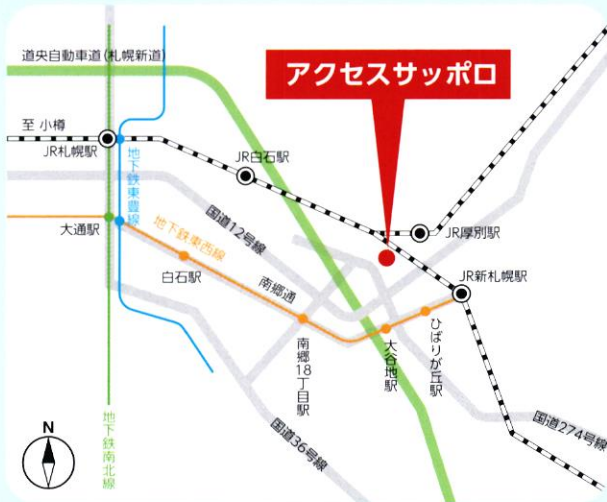 道央自動車道(札幌新道)
アクセスサッポロ
至 小樽
JR札幌駅
地下鉄東豊線
JR白石駅
国道12号線
JR厚別駅
大通駅
地下鉄東西線
白石駅
南郷通
JR新札幌駅
南郷18丁目駅
大谷地駅
ひばりが丘駅
地下鉄南北線
国道36号線
国道274号線
N